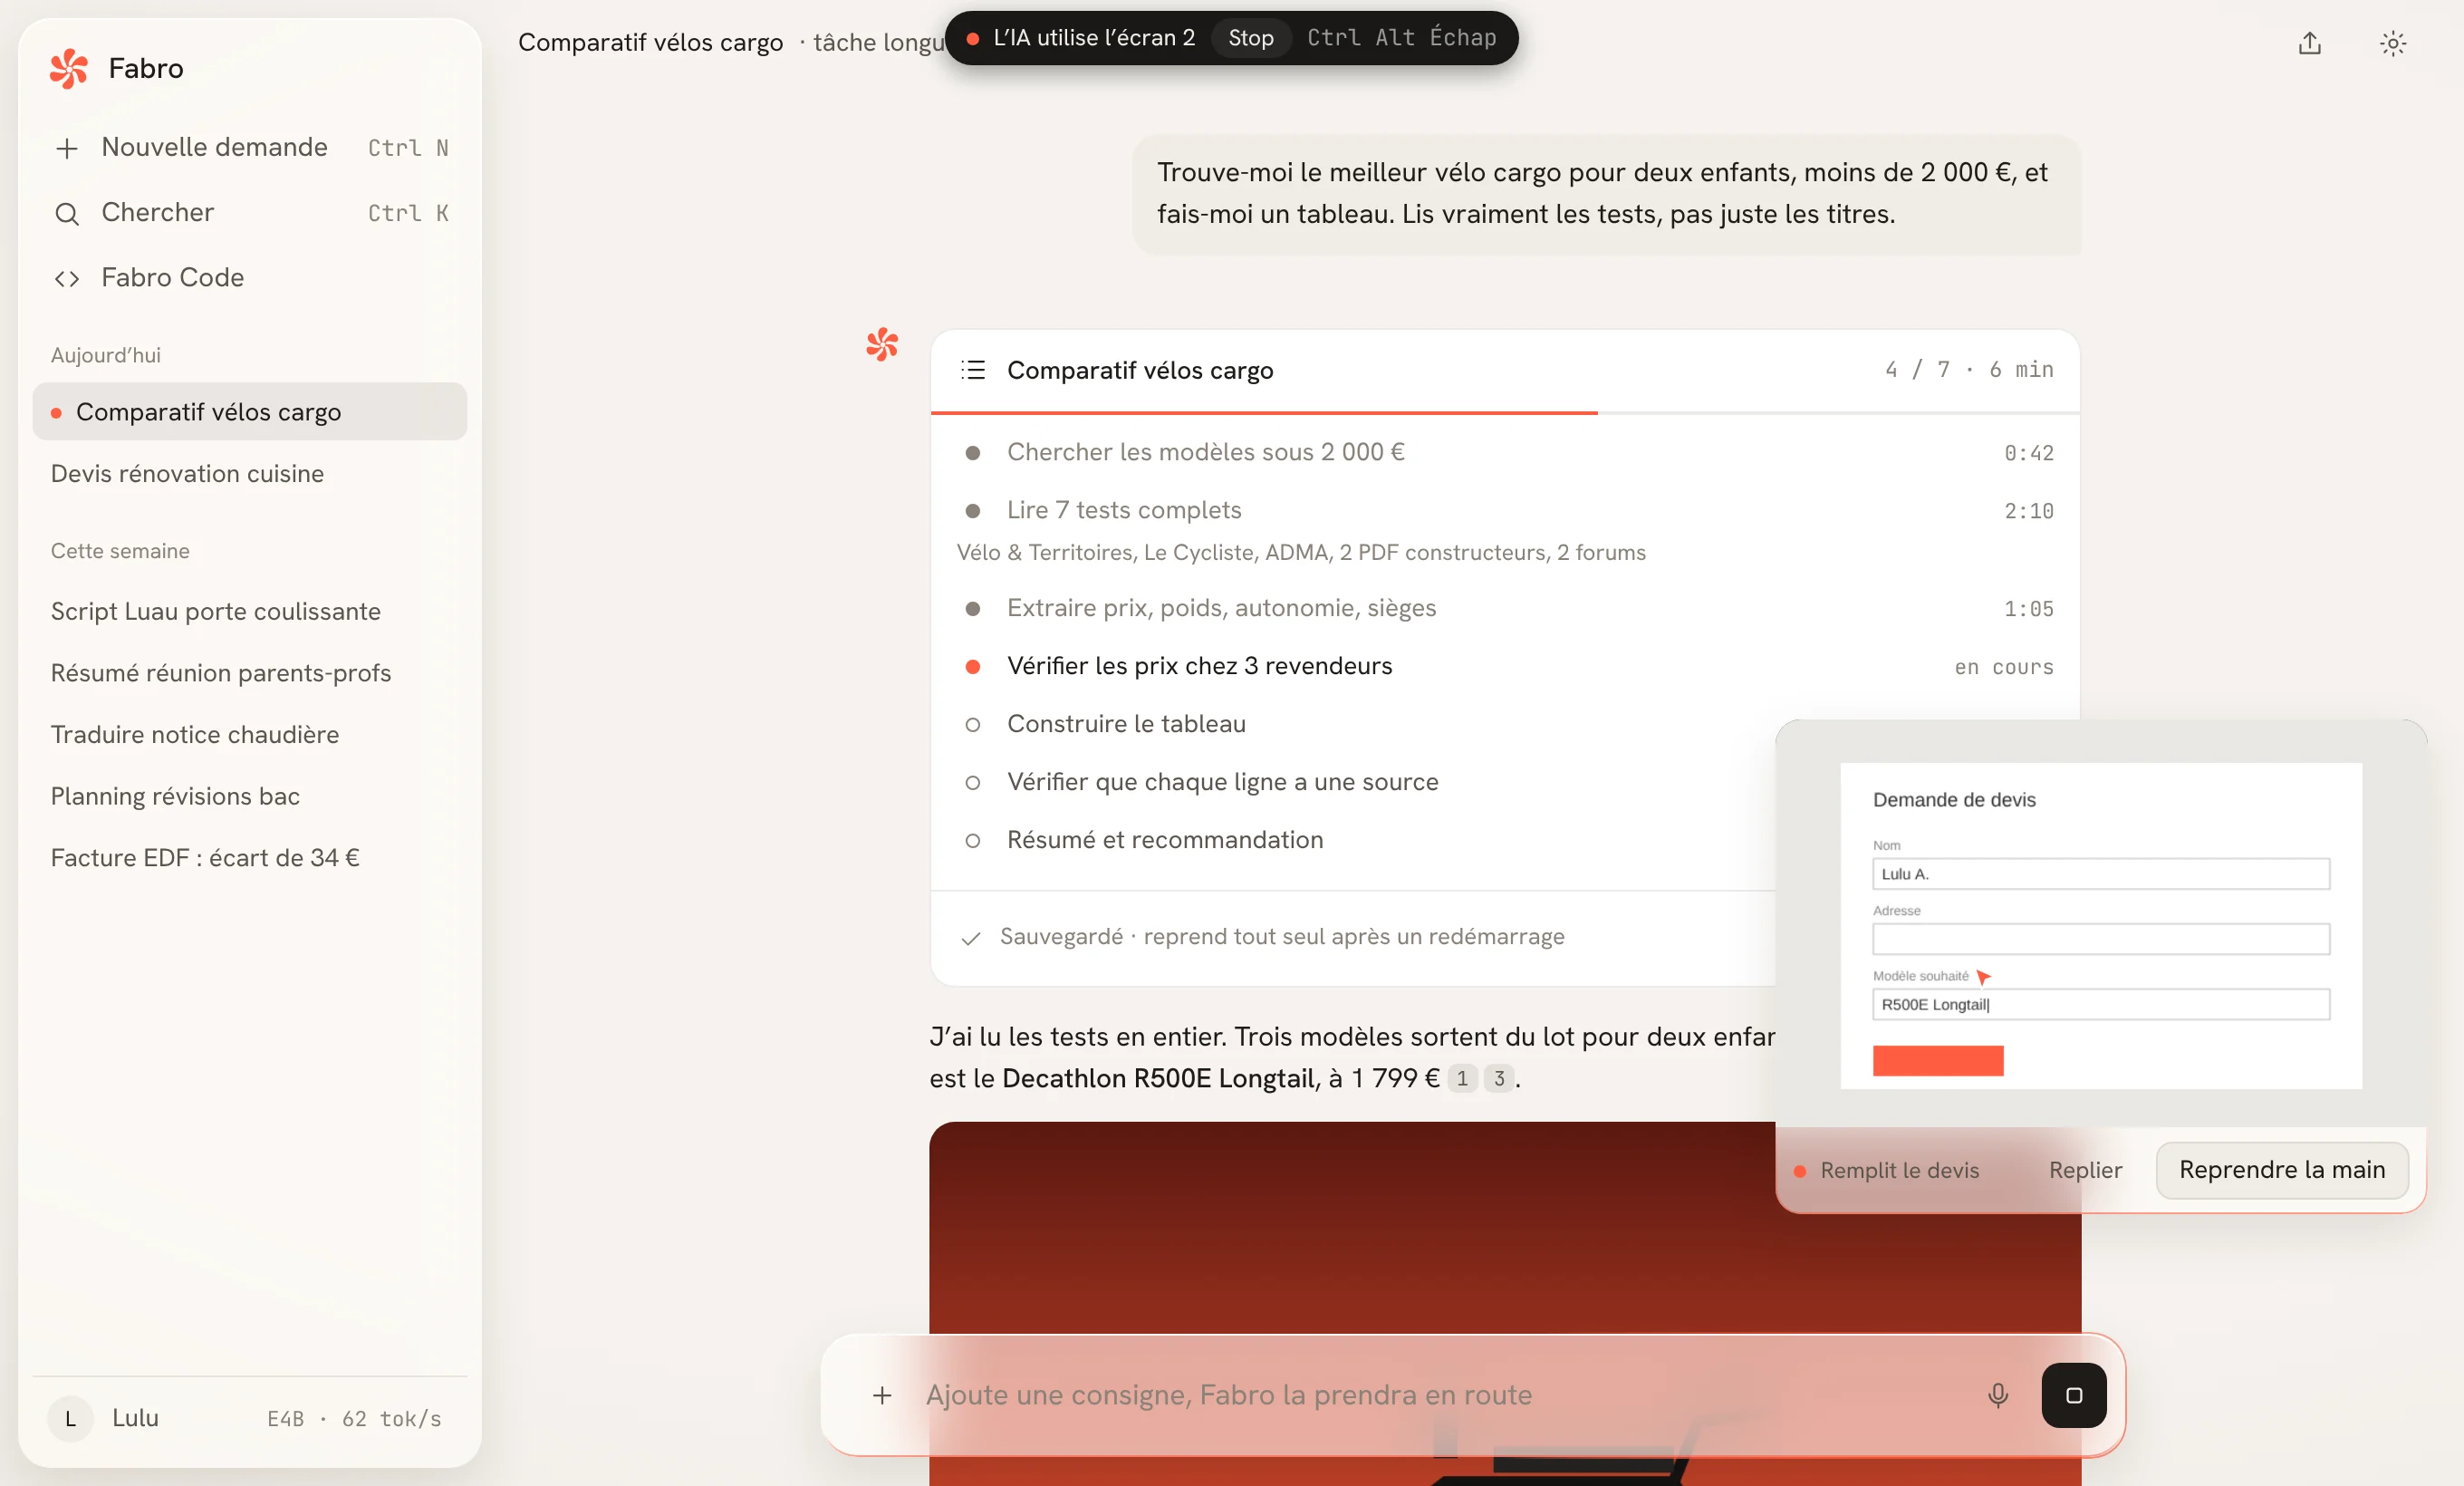 Fabro
Nouvelle demande Ctrl N
Chercher Ctrl K
Fabro Code
Aujourd’hui
Comparatif vélos cargo
Devis rénovation cuisine
Cette semaine
Script Luau porte coulissante
Résumé réunion parents-profs
Traduire notice chaudière
Planning révisions bac
Facture EDF : écart de 34 €
L Lulu E4B · 62 tok/s
Comparatif vélos cargo · tâche longu
L’IA utilise l’écran 2 Stop Ctrl Alt Échap
Trouve-moi le meilleur vélo cargo pour deux enfants, moins de 2 000 €, et
fais-moi un tableau. Lis vraiment les tests, pas juste les titres.
Comparatif vélos cargo 4 / 7 · 6 min
Chercher les modèles sous 2 000 € 0:42
Lire 7 tests complets 2:10
Vélo & Territoires, Le Cycliste, ADMA, 2 PDF constructeurs, 2 forums
Extraire prix, poids, autonomie, sièges 1:05
Vérifier les prix chez 3 revendeurs en cours
Construire le tableau
Vérifier que chaque ligne a une source
Résumé et recommandation
Sauvegardé · reprend tout seul après un redémarrage
J’ai lu les tests en entier. Trois modèles sortent du lot pour deux enfan
est le Decathlon R500E Longtail, à 1 799 € 1 3.
Demande de devis
Nom
Lulu A.
Adresse
Modèle souhaité
R500E Longtail
Remplit le devis Replier Reprendre la main
Ajoute une consigne, Fabro la prendra en route